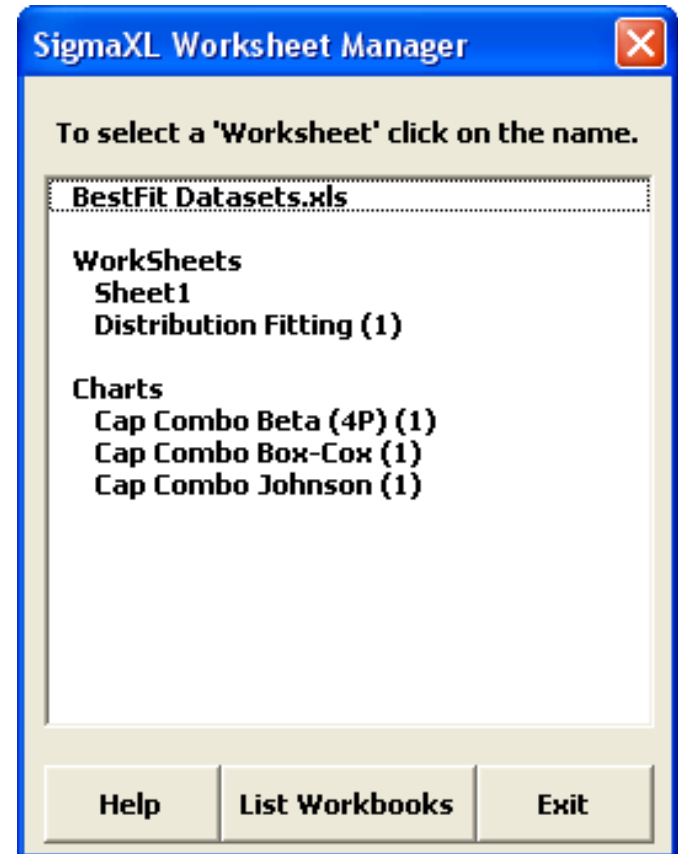 SigmaXL Worksheet Manager
To select a 'Worksheet' click on the name.
BestFit Datasets.xls
WorkSheets
Sheet1
Distribution Fitting (1)
Charts
Cap Combo Beta (4P) (1)
Cap Combo Box-Cox (1)
Cap Combo Johnson (1)
Help List Workbooks Exit